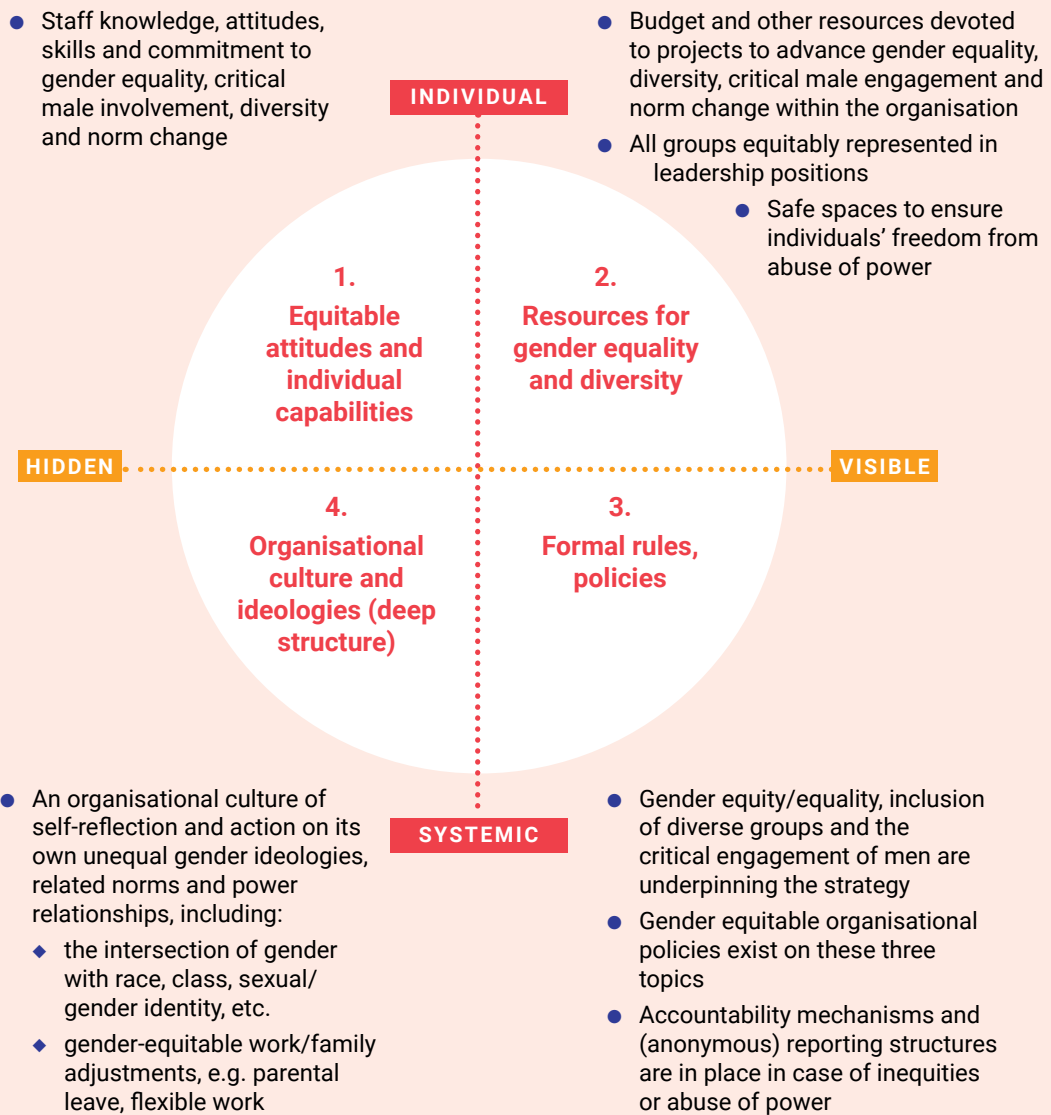 ● Staff knowledge, attitudes,
skills and commitment to
gender equality, critical
male involvement, diversity
and norm change
INDIVIDUAL
● Budget and other resources devoted
to projects to advance gender equality,
diversity, critical male engagement and
norm change within the organisation
● All groups equitably represented in
leadership positions
● Safe spaces to ensure
individuals’ freedom from
abuse of power
1.
Equitable
attitudes and
individual
capabilities
2.
Resources for
gender equality
and diversity
HIDDEN
VISIBLE
4.
Organisational
culture and
ideologies (deep
structure)
3.
Formal rules,
policies
SYSTEMIC
● An organisational culture of
self-reflection and action on its
own unequal gender ideologies,
related norms and power
relationships, including:
◆ the intersection of gender
with race, class, sexual/
gender identity, etc.
◆ gender-equitable work/family
adjustments, e.g. parental
leave, flexible work
● Gender equity/equality, inclusion
of diverse groups and the
critical engagement of men are
underpinning the strategy
● Gender equitable organisational
policies exist on these three
topics
● Accountability mechanisms and
(anonymous) reporting structures
are in place in case of inequities
or abuse of power